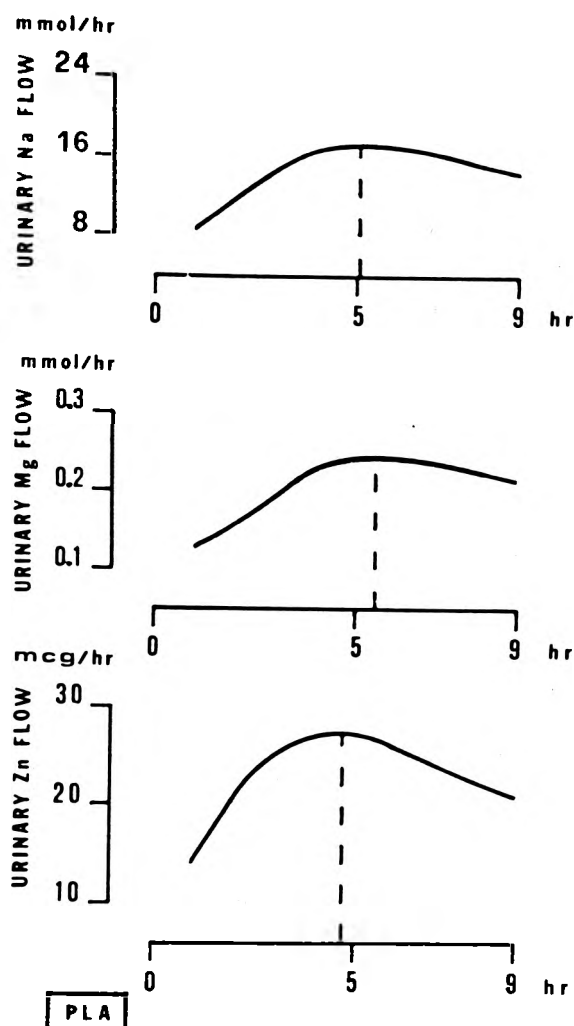 mmol/hr
URINARY Na FLOW
24
16
8
0 5 9 hr
mmol/hr
URINARY Mg FLOW
0.3
0.2
0.1
0 5 9 hr
mcg/hr
URINARY Zn FLOW
30
20
10
0 5 9 hr
PLA